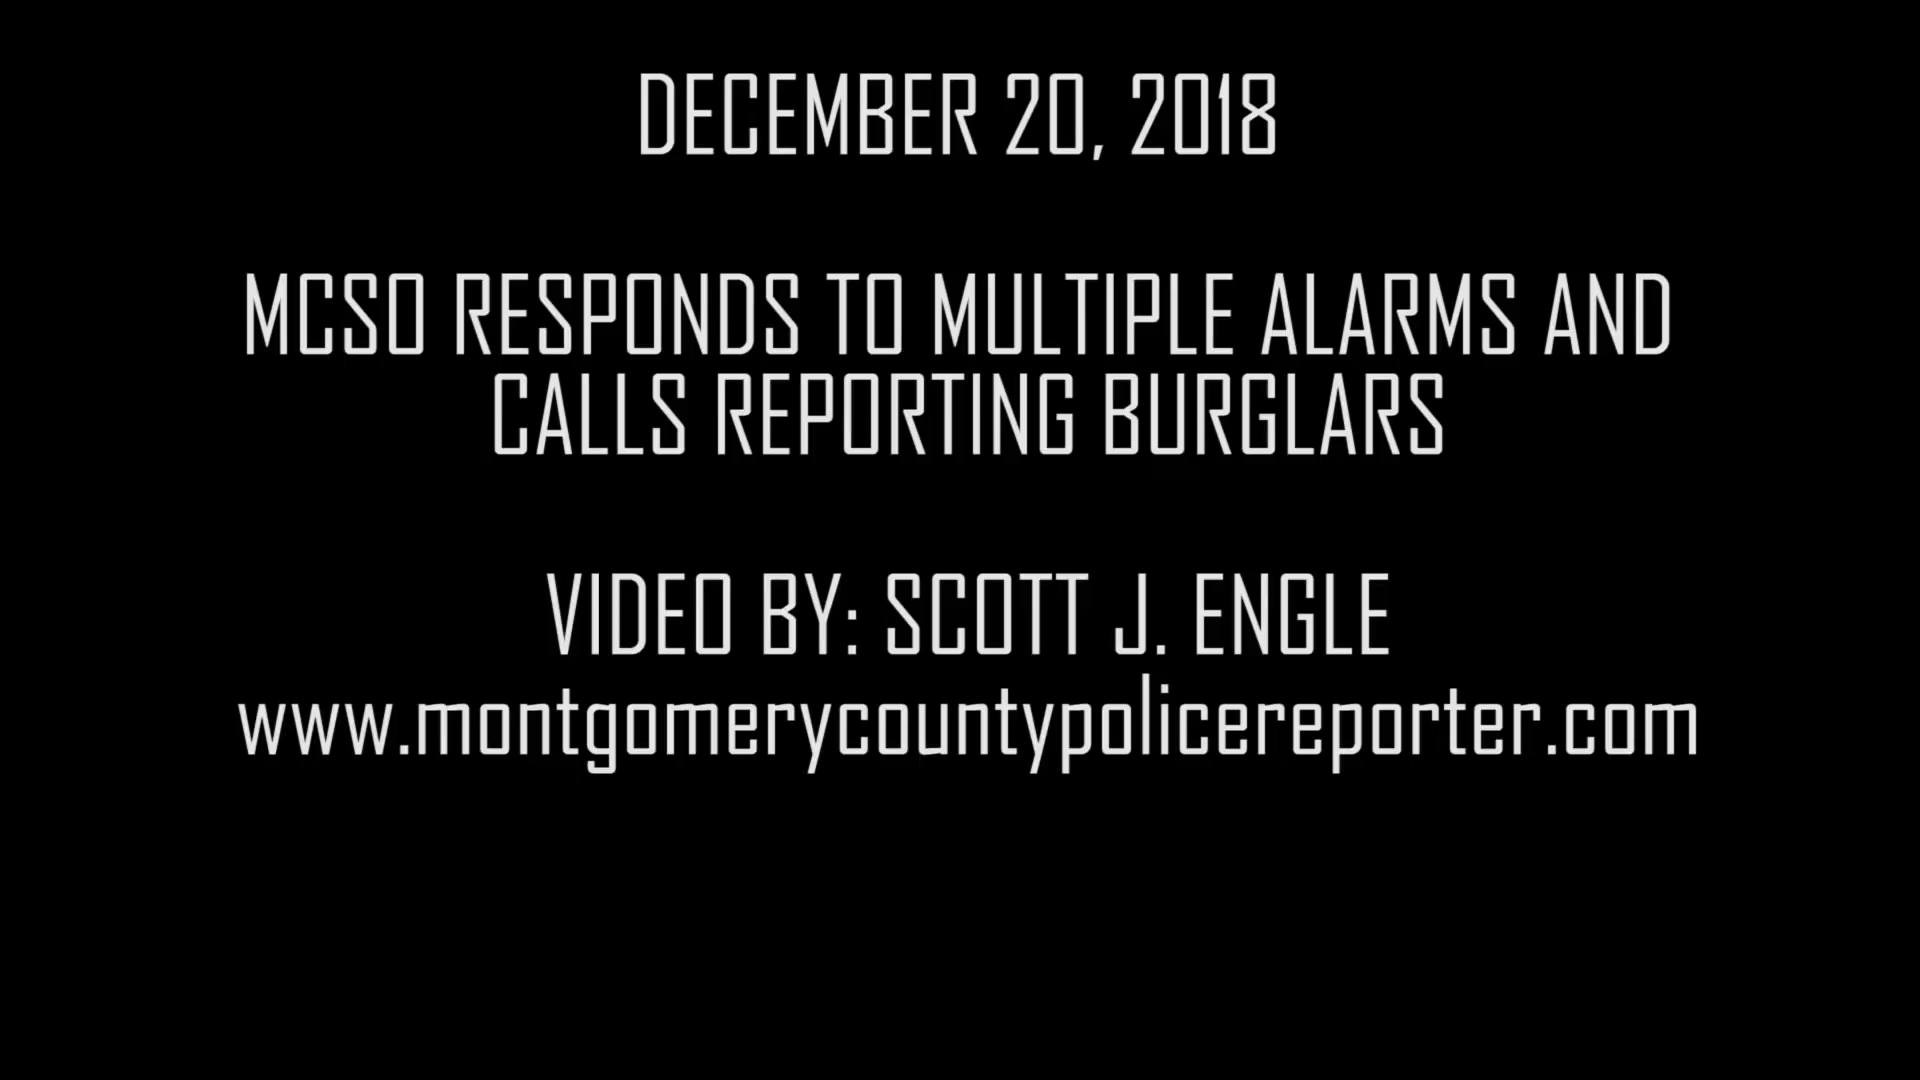 DECEMBER 20, 2018
MCSO RESPONDS TO MULTIPLE ALARMS AND
CALLS REPORTING BURGLARS
VIDEO BY: SCOTT J. ENGLE
www.montgomerycountypolicereporter.com